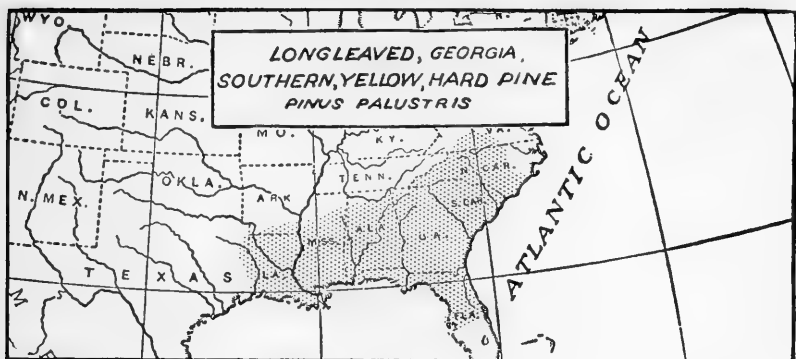 WYO.
NEBR.
LONGLEAVED, GEORGIA,
SOUTHERN, YELLOW, HARD PINE
PINUS PALUSTRIS
COL.
KANS.
MO.
KY.
VA.
OKLA.
ARK
TENN.
N. CAR.
S. CAR.
N. MEX.
MISS.
ALA
TEXAS
LA.
FLA.
ATLANTIC OCEAN